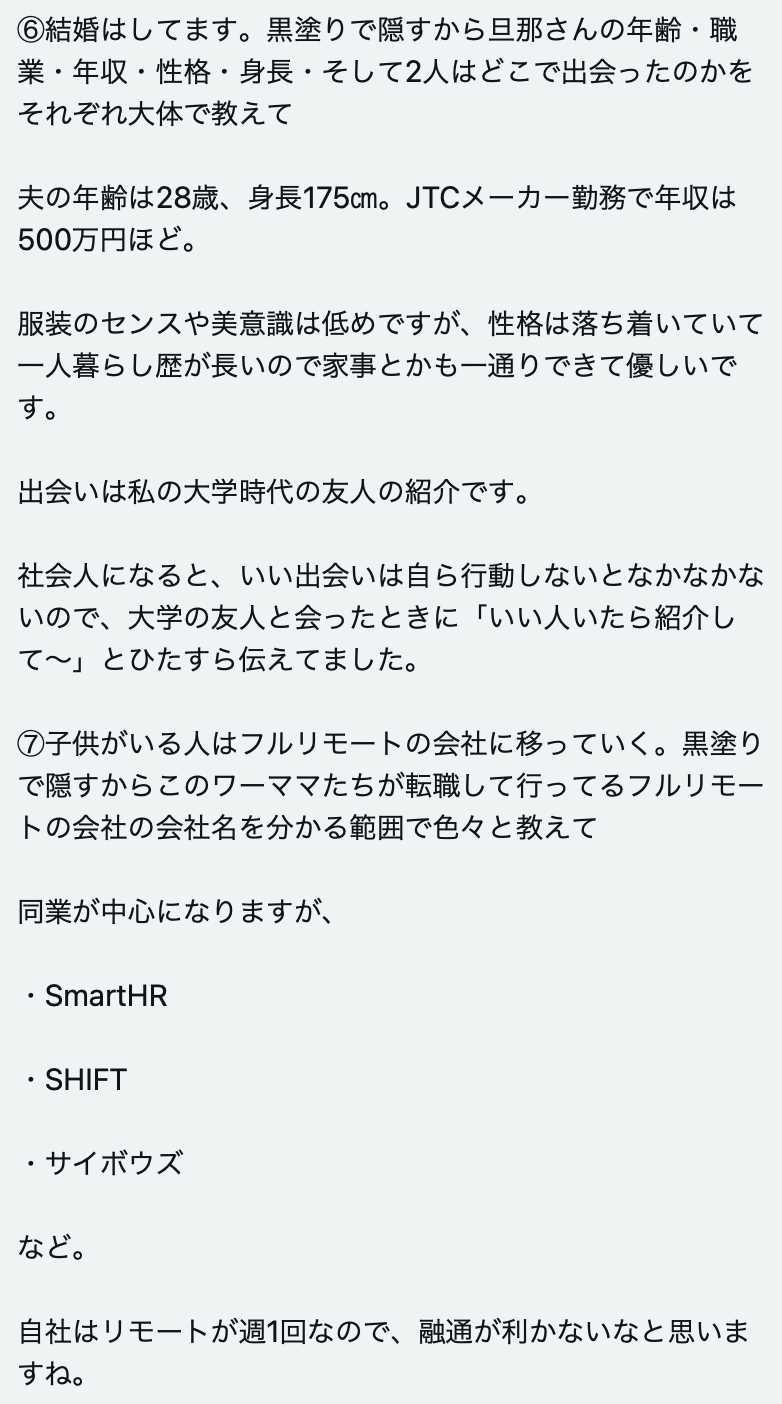 ⑥結婚はしてます。黒塗りで隠すから旦那さんの年齢・職
業・年収・性格・身長・そして2人はどこで出会ったのかを
それぞれ大体で教えて
夫の年齢は28歳、身長175㎝。JTCメーカー勤務で年収は
500万円ほど。
服装のセンスや美意識は低めですが、性格は落ち着いていて
一人暮らし歴が長いので家事とかも一通りできて優しいで
す。
出会いは私の大学時代の友人の紹介です。
社会人になると、いい出会いは自ら行動しないとなかなかな
いので、大学の友人と会ったときに「いい人いたら紹介し
て〜」とひたすら伝えてました。
⑦子供がいる人はフルリモートの会社に移っていく。黒塗り
で隠すからこのワーママたちが転職して行ってるフルリモー
トの会社の会社名を分かる範囲で色々と教えて
同業が中心になりますが、
・SmartHR
・SHIFT
・サイボウズ
など。
自社はリモートが週1回なので、融通が利かないなと思いま
すね。